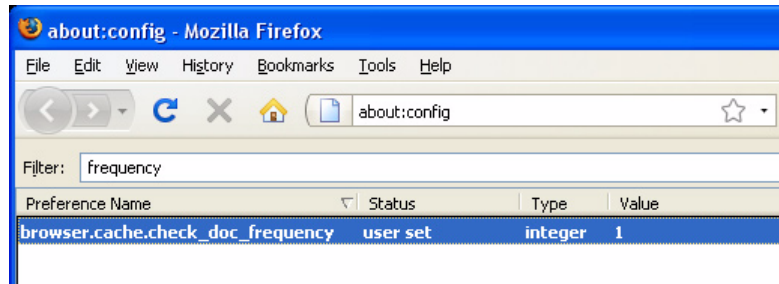 about:config - Mozilla Firefox
File Edit View History Bookmarks Tools Help
about:config
Filter: frequency
Preference Name Status Type Value
browser.cache.check_doc_frequency user set integer 1